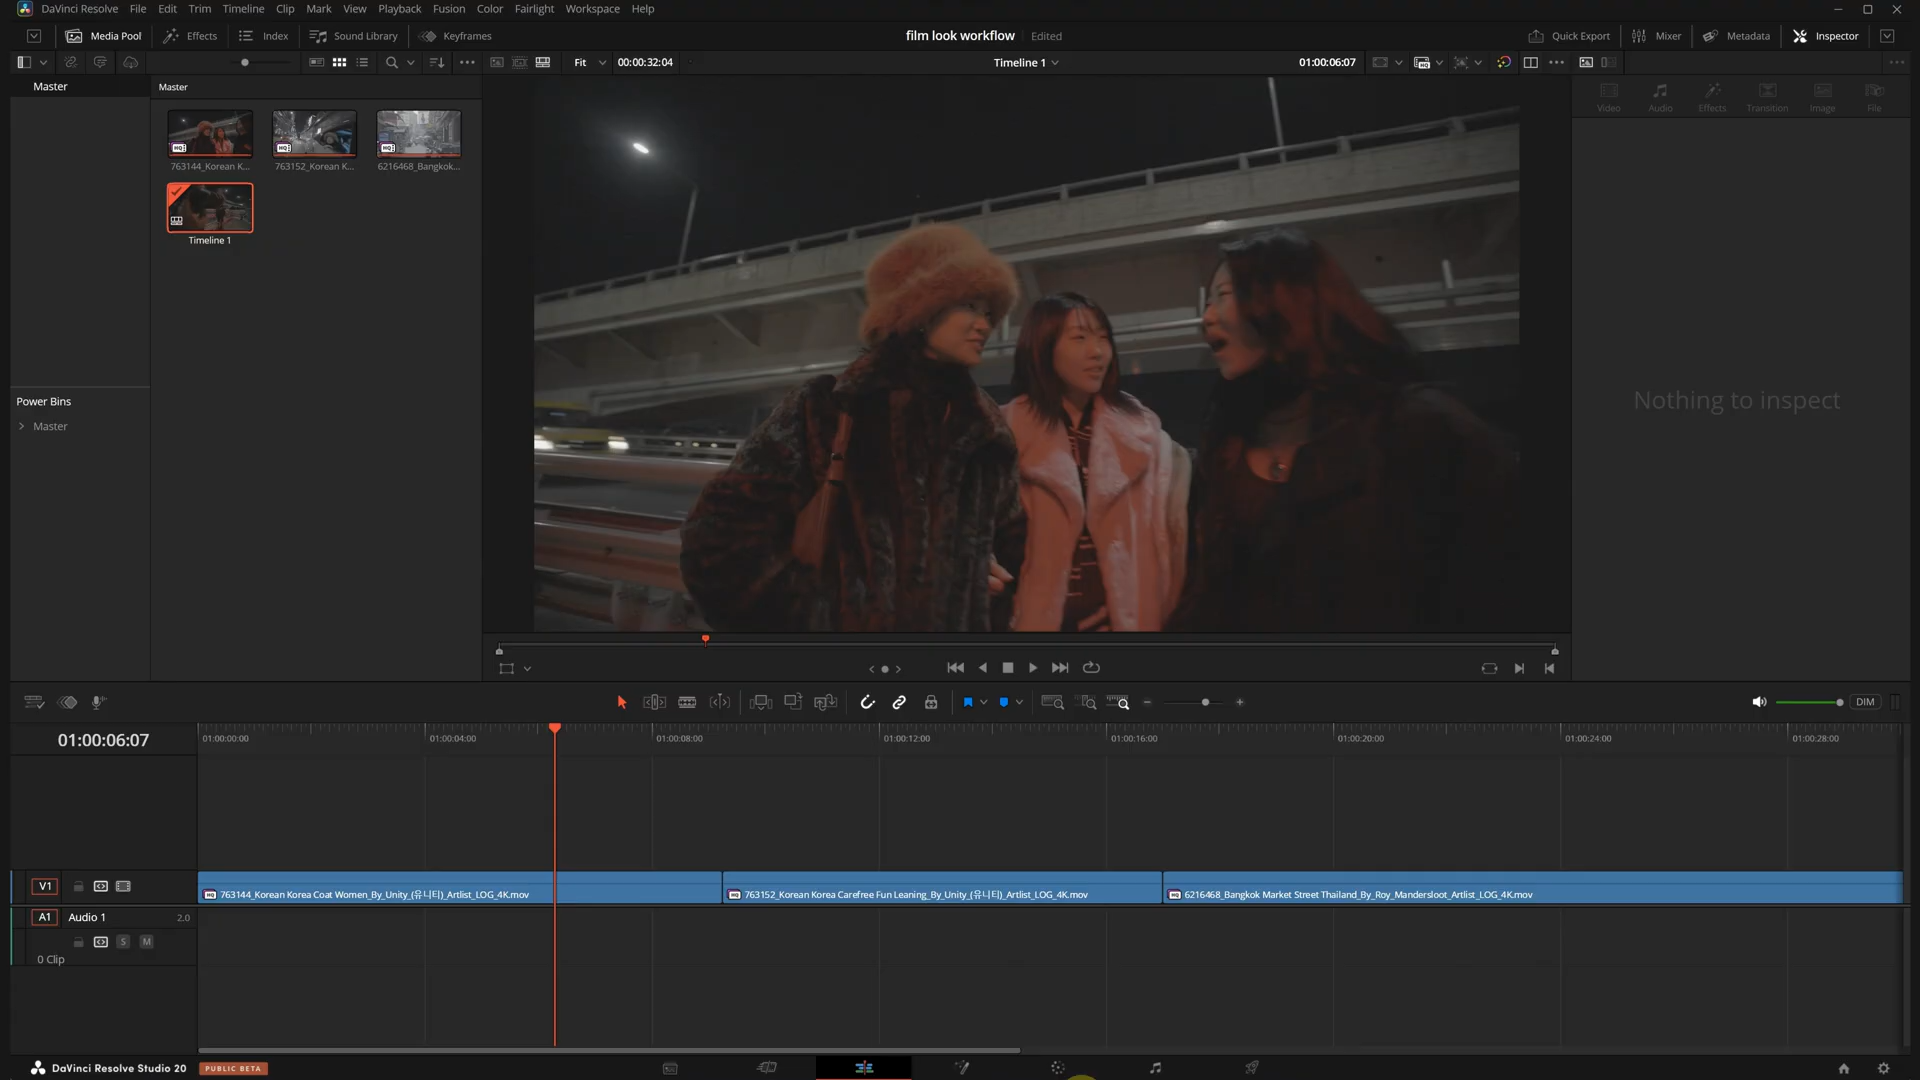 DaVinci Resolve File Edit Trim Timeline Clip Mark View Playback Fusion Color Fairlight Workspace Help
Media Pool Effects Index Sound Library Keyframes film look workflow Edited Quick Export Mixer Metadata Inspector
Fit 00:00:32:04 Timeline 1 01:00:06:07
Master
Master
Video Audio Effects Transition Image File
HQ HQ HQ
763144_Korean K... 763152_Korean K... 6216468_Bangkok...
Timeline 1
Nothing to inspect
Power Bins
Master
DIM
01:00:06:07
01:00:00:00 01:00:04:00 01:00:08:00 01:00:12:00 01:00:16:00 01:00:20:00 01:00:24:00 01:00:28:00
V1
HQ 763144_Korean Korea Coat Women_By_Unity_(유니티)_Artlist_LOG_4K.mov
HQ 763152_Korean Korea Carefree Fun Leaning_By_Unity_(유니티)_Artlist_LOG_4K.mov
HQ 6216468_Bangkok Market Street Thailand_By_Roy_Mandersloot_Artlist_LOG_4K.mov
A1 Audio 1 2.0
S M
0 Clip
DaVinci Resolve Studio 20 PUBLIC BETA